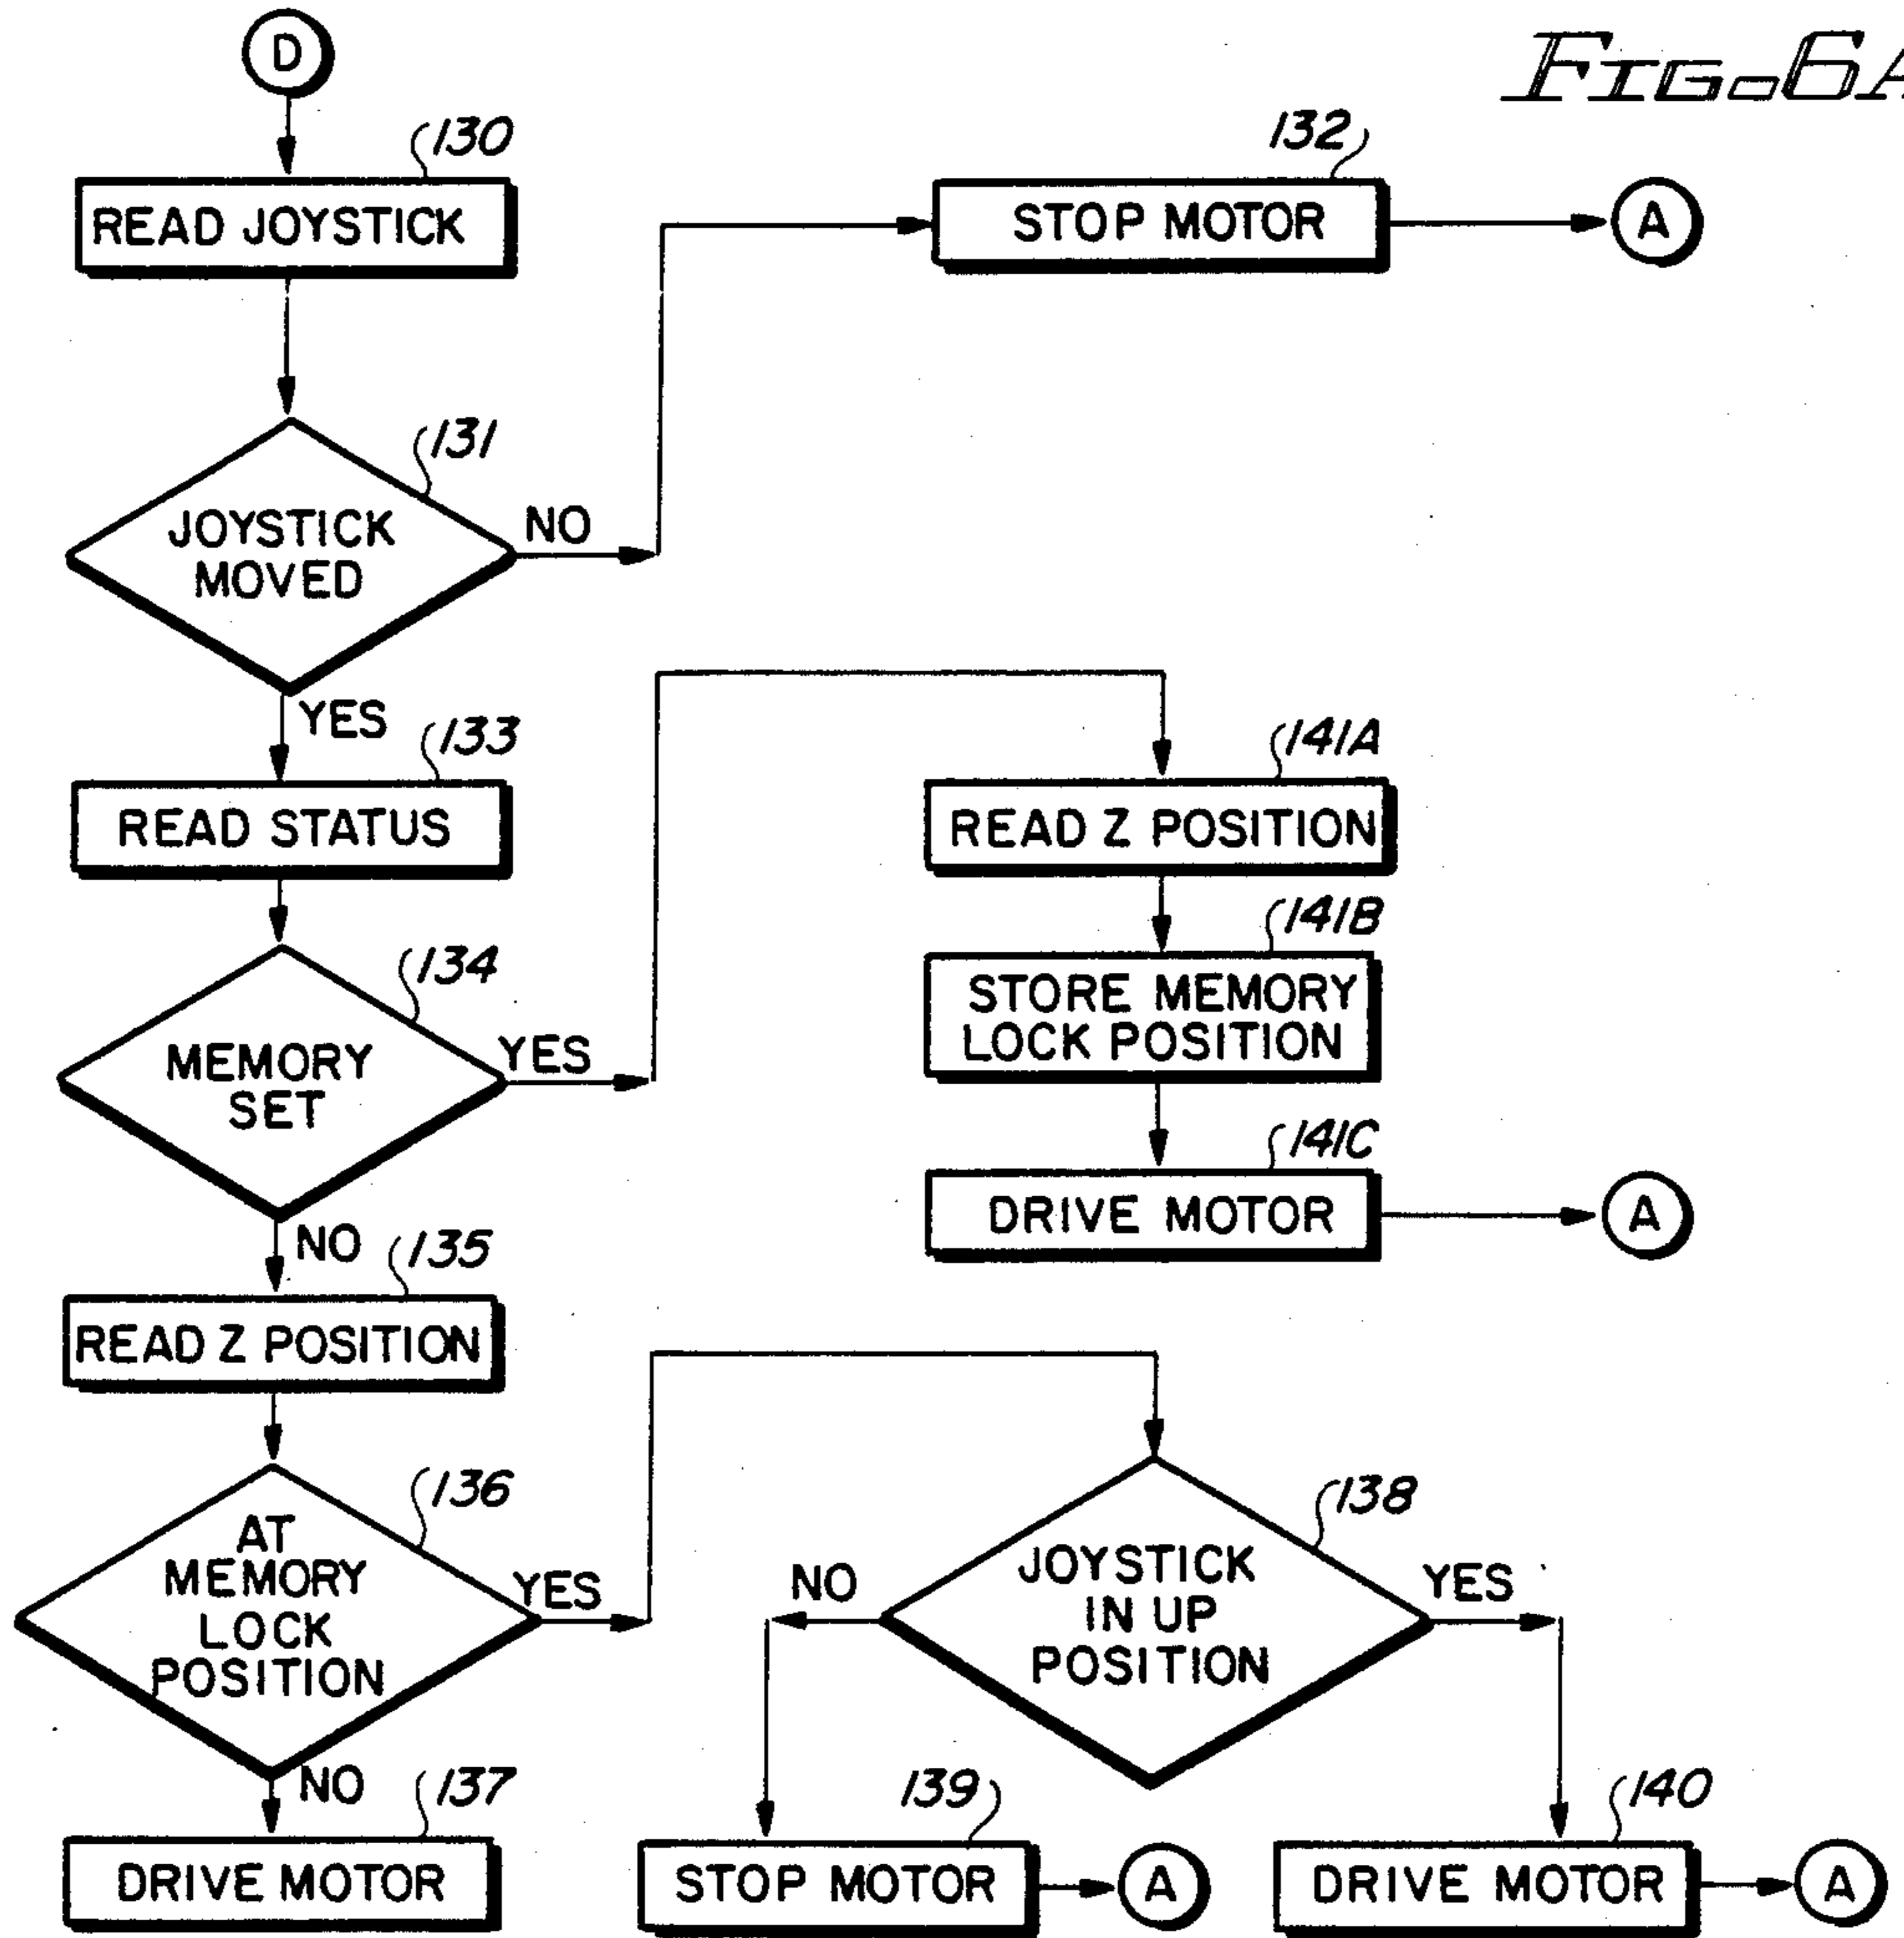 FIG. 6A
D
130
READ JOYSTICK
132
STOP MOTOR
A
131
JOYSTICK
MOVED
NO
YES
133
READ STATUS
141A
READ Z POSITION
134
MEMORY
SET
YES
NO
141B
STORE MEMORY
LOCK POSITION
141C
DRIVE MOTOR
A
135
READ Z POSITION
136
AT
MEMORY
LOCK
POSITION
YES
NO
138
JOYSTICK
IN UP
POSITION
NO
YES
137
DRIVE MOTOR
139
STOP MOTOR
A
140
DRIVE MOTOR
A